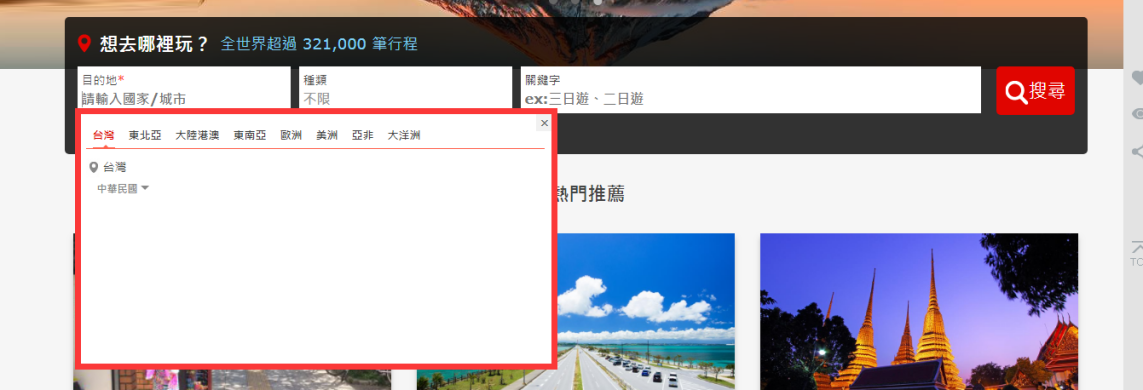 想去哪裡玩？ 全世界超過 321,000 筆行程
目的地* 種類 關鍵字
請輸入國家/城市 不限 ex:三日遊、二日遊 搜尋
×
台灣 東北亞 大陸港澳 東南亞 歐洲 美洲 亞非 大洋洲
台灣
中華民國
熱門推薦